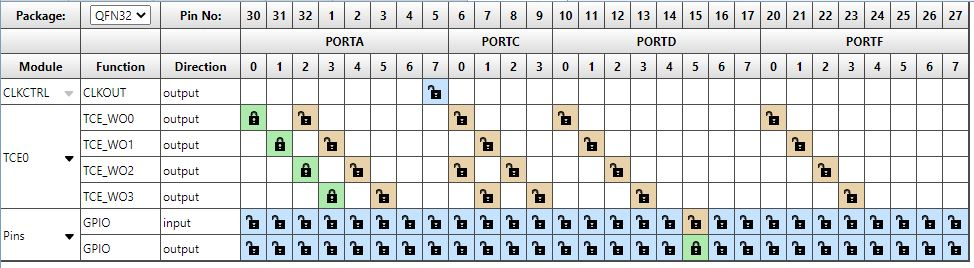 Package: QFN32 Pin No: 30 31 32 1 2 3 4 5 6 7 8 9 10 11 12 13 14 15 16 17 20 21 22 23 24 25 26 27
PORTA PORTC PORTD PORTF
Module Function Direction 0 1 2 3 4 5 6 7 0 1 2 3 0 1 2 3 4 5 6 7 0 1 2 3 4 5 6 7
CLKCTRL CLKOUT output
TCE0
TCE_WO0 output
TCE_WO1 output
TCE_WO2 output
TCE_WO3 output
Pins
GPIO input
GPIO output